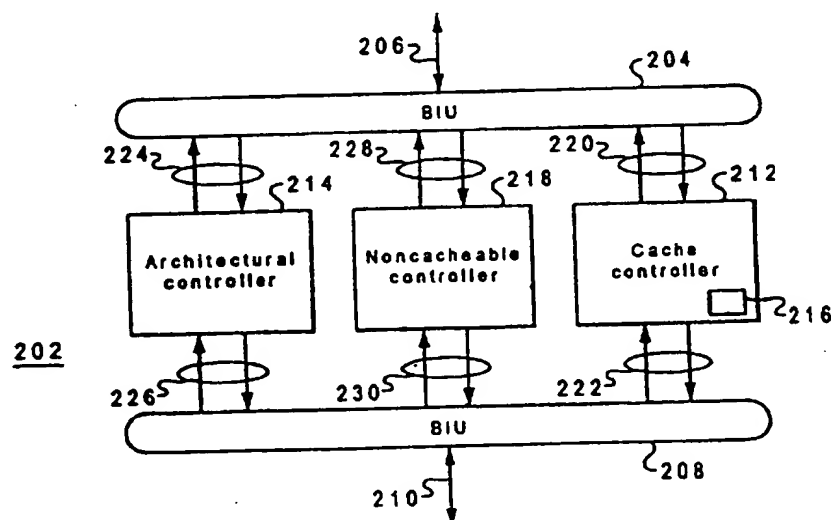 206
204
BIU
224
228
220
214
218
212
Architectural
controller
Noncacheable
controller
Cache
controller
216
202
226
230
222
BIU
208
210